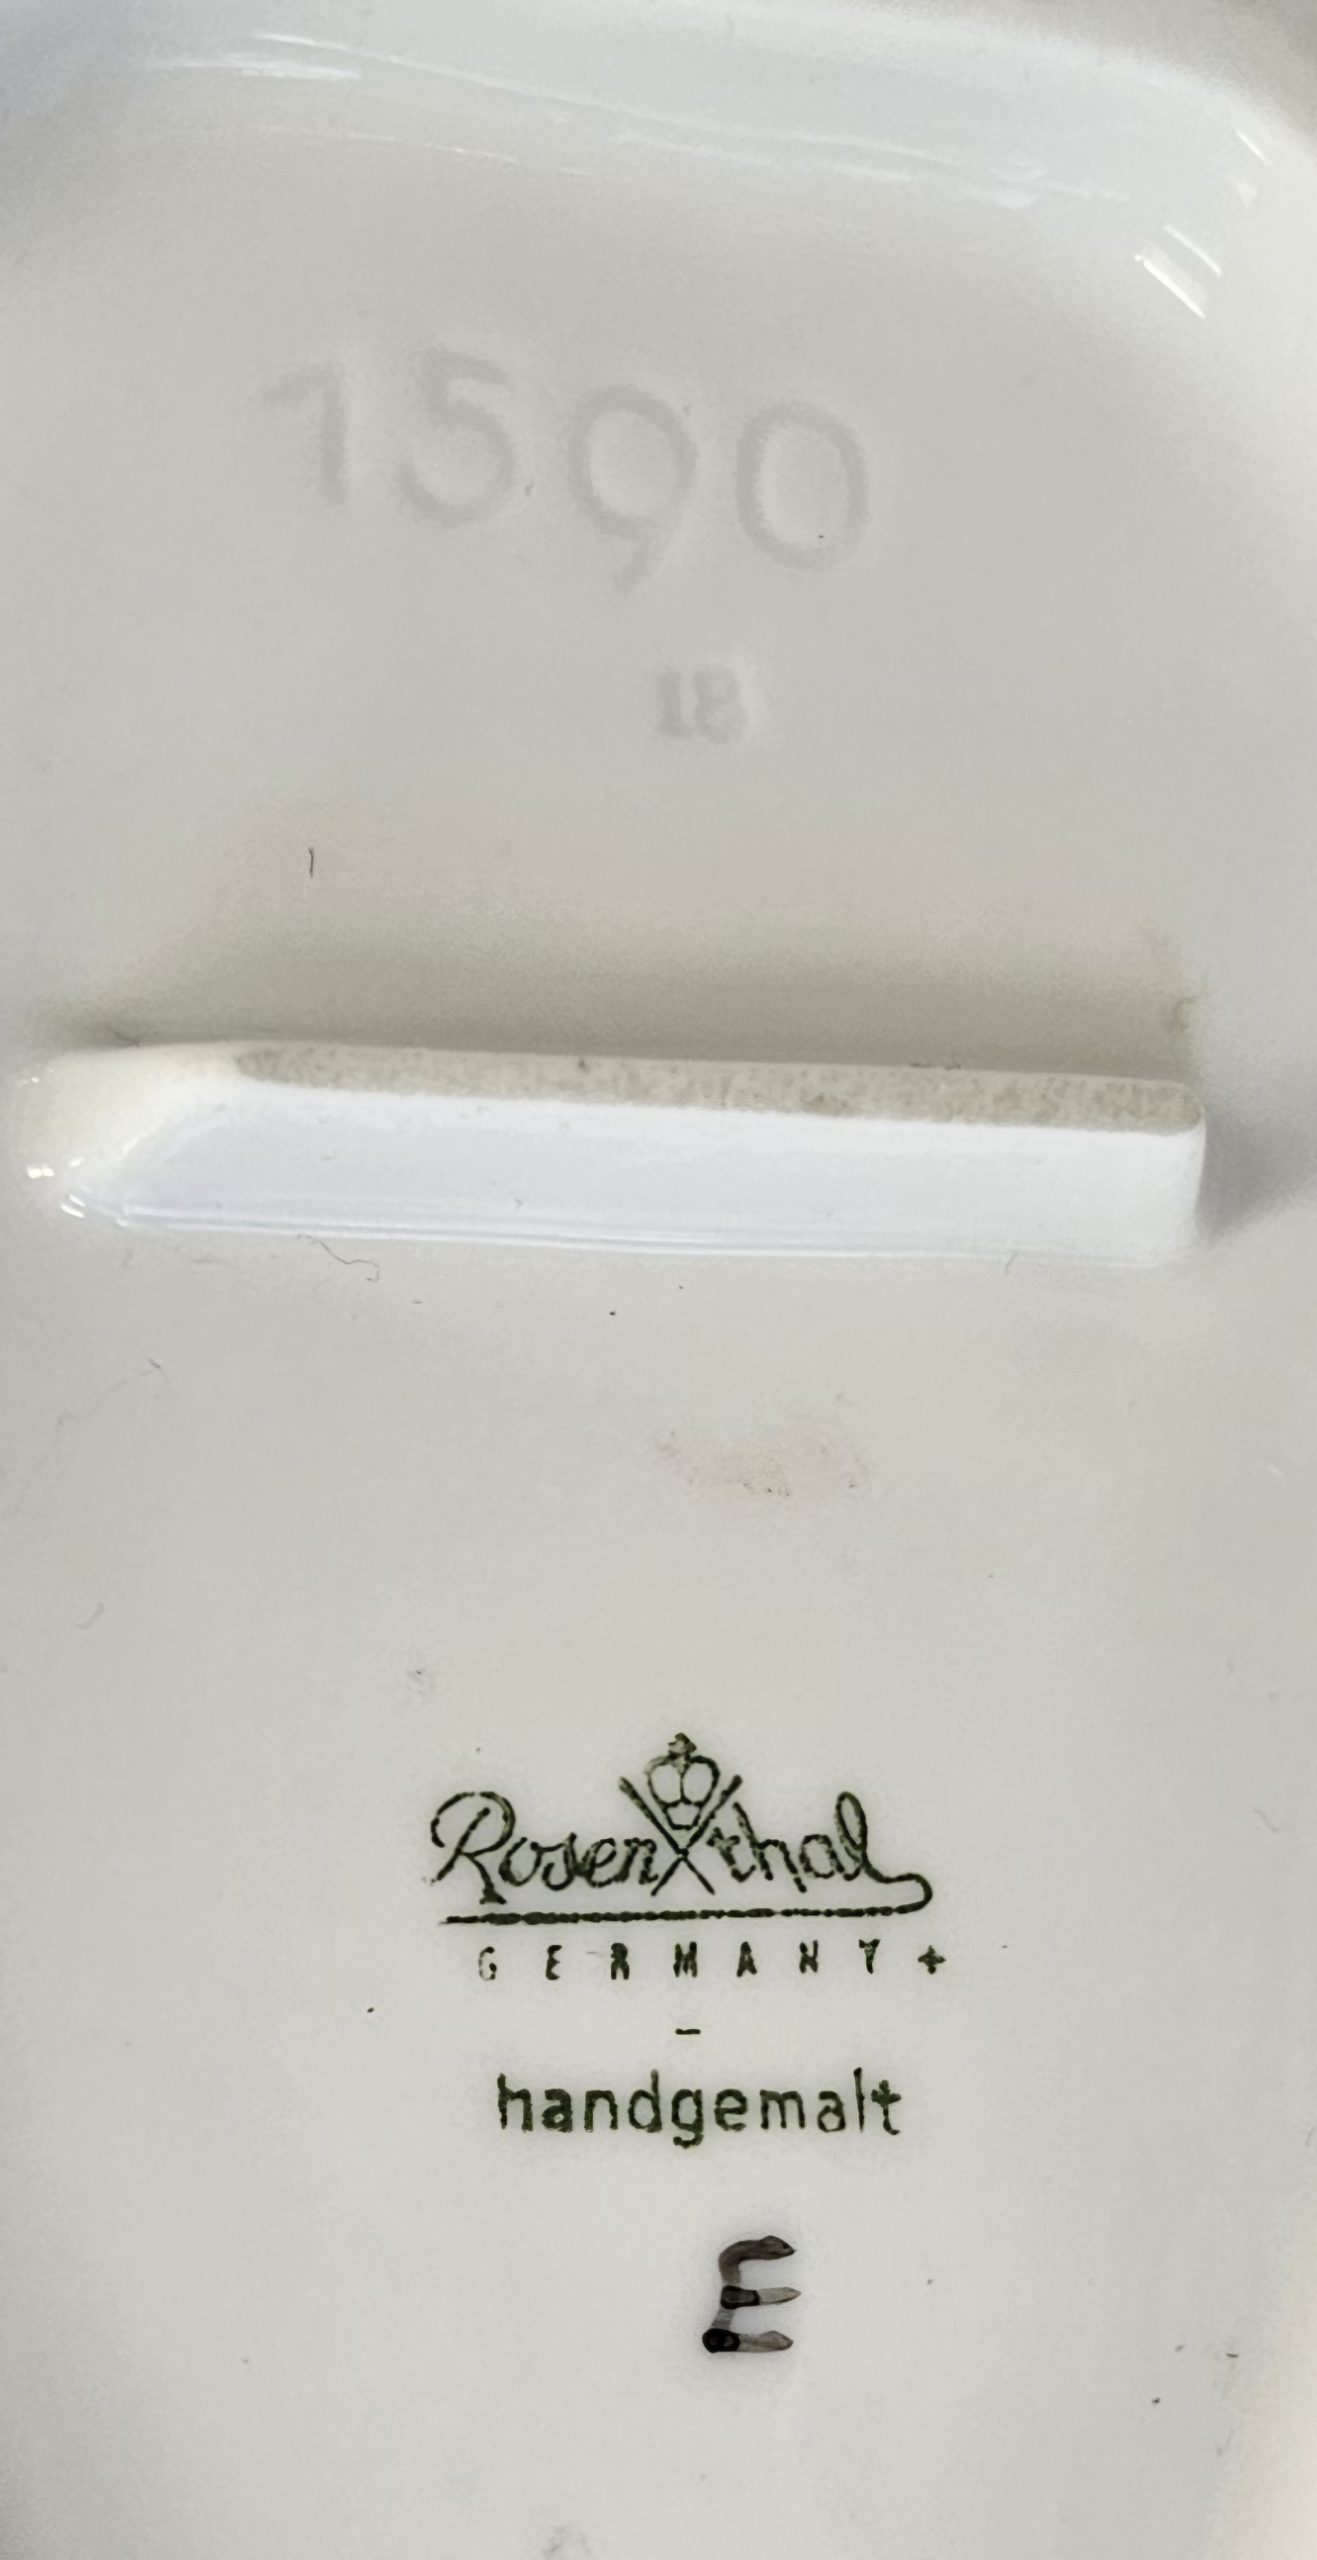 1590
18
Rosenthal
GERMANY +
–
handgemalt
E